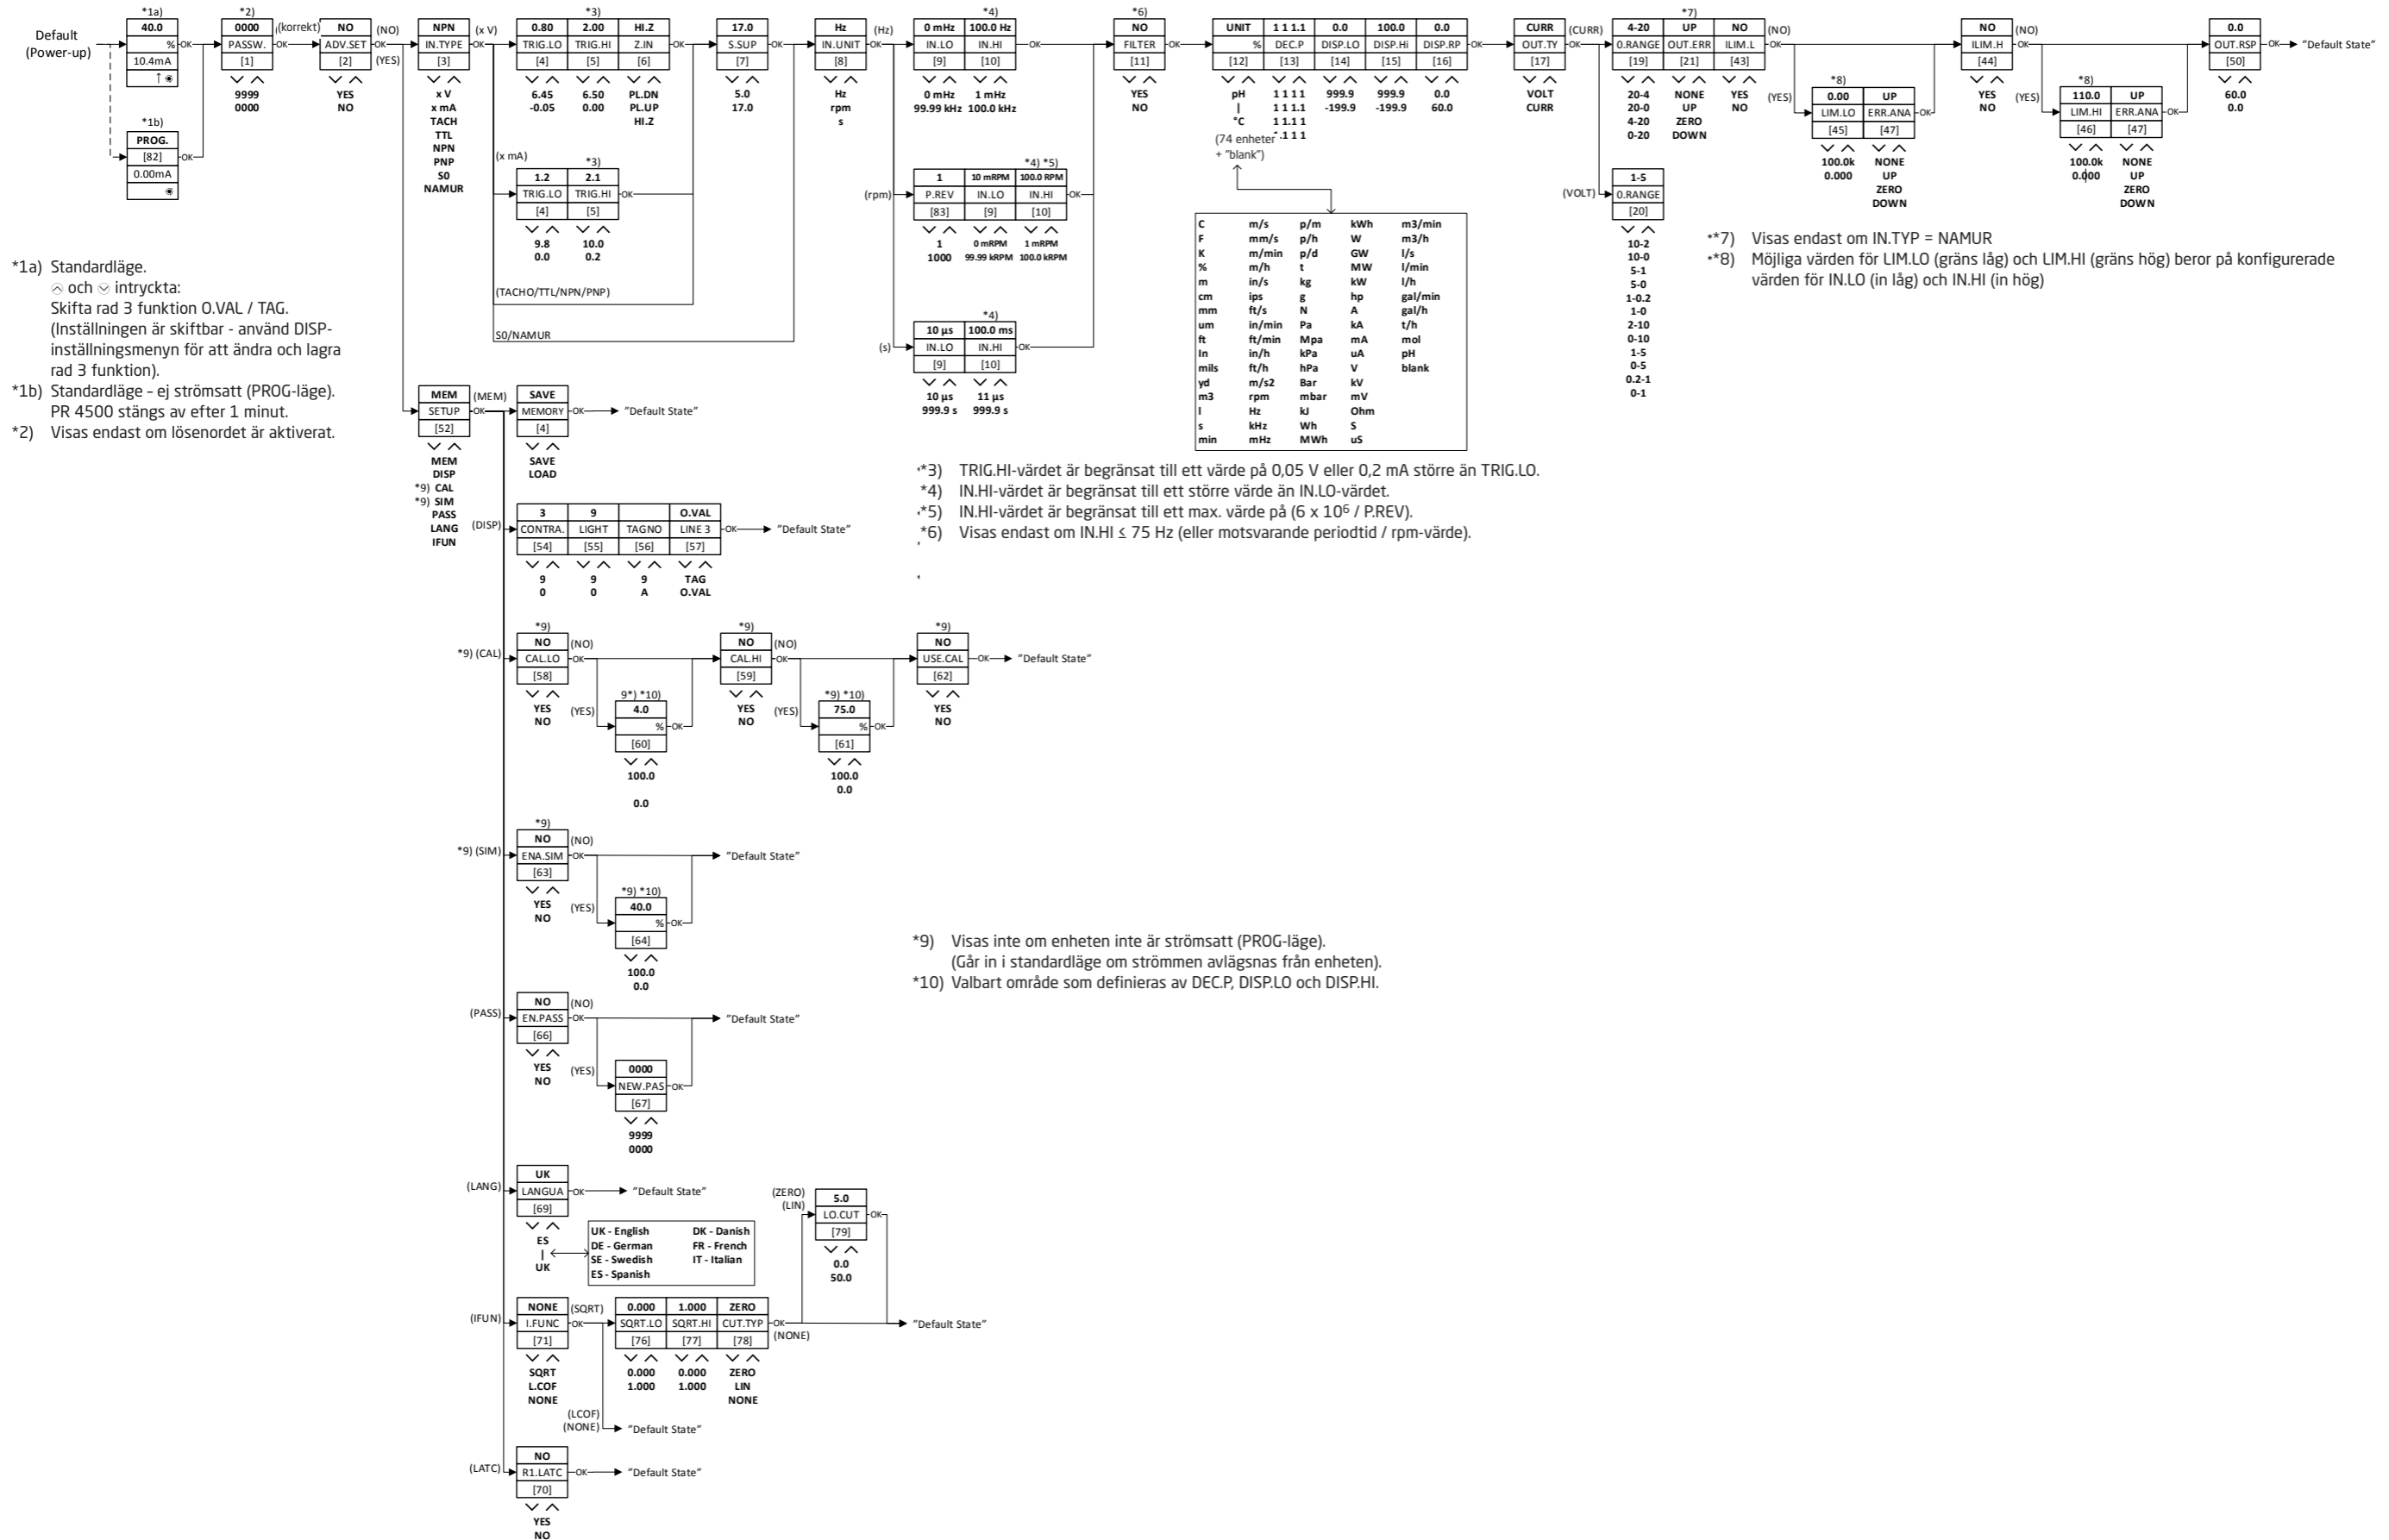 *1a)
40.0
%
10.4mA
↑
Default
(Power-up)
OK
*1b)
PROG.
[82]
0.00mA
OK
*2)
0000
PASSW.
[1]
9999
0000
(korrekt)
OK
NO
ADV.SET
[2]
YES
NO
(NO)
OK
(YES)
NPN
IN.TYPE
[3]
x V
x mA
TACH
TTL
NPN
PNP
S0
NAMUR
(x V)
OK
*3)
0.80 2.00 HI.Z
TRIG.LO TRIG.HI Z.IN
[4] [5] [6]
6.45 6.50 PL.DN
-0.05 0.00 PL.UP
HI.Z
OK
(x mA)
*3)
1.2 2.1
TRIG.LO TRIG.HI
[4] [5]
9.8 10.0
0.0 0.2
OK
(TACHO/TTL/NPN/PNP)
S0/NAMUR
17.0
S.SUP
[7]
5.0
17.0
OK
Hz
IN.UNIT
[8]
Hz
rpm
s
(Hz)
OK
*4)
0 mHz 100.0 Hz
IN.LO IN.HI
[9] [10]
0 mHz 1 mHz
99.99 kHz 100.0 kHz
OK
(rpm)
*4) *5)
1 10 mRPM 100.0 RPM
P.REV IN.LO IN.HI
[83] [9] [10]
1 0 mRPM 1 mRPM
1000 99.99 kRPM 100.0 kRPM
OK
(s)
*4)
10 µs 100.0 ms
IN.LO IN.HI
[9] [10]
10 µs 11 µs
999.9 s 999.9 s
OK
*6)
NO
FILTER
[11]
YES
NO
OK
UNIT 1 1 1.1 0.0 100.0 0.0
% DEC.P DISP.LO DISP.Hi DISP.RP
[12] [13] [14] [15] [16]
pH 1 1 1 1 999.9 999.9 0.0
| 1 1 1.1 -199.9 -199.9 60.0
°C 1 1.1 1
1.1 1 1
(74 enheter
+ "blank")
OK
C m/s p/m kWh m3/min
F mm/s p/h W m3/h
K m/min p/d GW l/s
% m/h t MW l/min
m in/s kg kW l/h
cm ips g hp gal/min
mm ft/s N A gal/h
um in/min Pa kA t/h
ft ft/min Mpa mA mol
In in/h kPa uA pH
mils ft/h hPa V blank
yd m/s2 Bar kV
m3 rpm mbar mV
l Hz kJ Ohm
s kHz Wh S
min mHz MWh uS
CURR
OUT.TY
[17]
VOLT
CURR
(CURR)
OK
*7)
4-20 UP NO
0.RANGE OUT.ERR ILIM.L
[19] [21] [43]
20-4 NONE YES
20-0 UP NO
4-20 ZERO
0-20 DOWN
(NO)
OK
(YES)
(VOLT)
1-5
0.RANGE
[20]
10-2
10-0
5-1
5-0
1-0.2
1-0
2-10
0-10
1-5
0-5
0.2-1
0-1
*8)
0.00 UP
LIM.LO ERR.ANA
[45] [47]
100.0k NONE
0.000 UP
ZERO
DOWN
OK
NO
ILIM.H
[44]
YES
NO
(NO)
OK
(YES)
*8)
110.0 UP
LIM.HI ERR.ANA
[46] [47]
100.0k NONE
0.000 UP
ZERO
DOWN
OK
0.0
OUT.RSP
[50]
60.0
0.0
OK
"Default State"
*1a) Standardläge.
och intryckta:
Skifta rad 3 funktion O.VAL / TAG.
(Inställningen är skiftbar - använd DISP-
inställningsmenyn för att ändra och lagra
rad 3 funktion).
*1b) Standardläge – ej strömsatt (PROG-läge).
PR 4500 stängs av efter 1 minut.
*2) Visas endast om lösenordet är aktiverat.
**7) Visas endast om IN.TYP = NAMUR
**8) Möjliga värden för LIM.LO (gräns låg) och LIM.HI (gräns hög) beror på konfigurerade
värden för IN.LO (in låg) och IN.HI (in hög)
*3) TRIG.HI-värdet är begränsat till ett värde på 0,05 V eller 0,2 mA större än TRIG.LO.
*4) IN.HI-värdet är begränsat till ett större värde än IN.LO-värdet.
*5) IN.HI-värdet är begränsat till ett max. värde på (6 x 10⁶ / P.REV).
*6) Visas endast om IN.HI ≤ 75 Hz (eller motsvarande periodtid / rpm-värde).
MEM
SETUP
[52]
MEM
DISP
*9) CAL
*9) SIM
PASS
LANG
IFUN
(MEM)
OK
SAVE
MEMORY
[4]
SAVE
LOAD
OK
"Default State"
(DISP)
3 9 O.VAL
CONTRA. LIGHT TAGNO LINE 3
[54] [55] [56] [57]
9 9 9 TAG
0 0 A O.VAL
OK
"Default State"
*9) (CAL)
*9)
NO
CAL.LO
[58]
YES
NO
(NO)
OK
(YES)
9*) *10)
4.0
%
[60]
100.0
0.0
OK
*9)
NO
CAL.HI
[59]
YES
NO
(NO)
OK
(YES)
*9) *10)
75.0
%
[61]
100.0
0.0
OK
*9)
NO
USE.CAL
[62]
YES
NO
OK
"Default State"
*9) (SIM)
*9)
NO
ENA.SIM
[63]
YES
NO
(NO)
OK
(YES)
"Default State"
*9) *10)
40.0
%
[64]
100.0
0.0
OK
*9) Visas inte om enheten inte är strömsatt (PROG-läge).
(Går in i standardläge om strömmen avlägsnas från enheten).
*10) Valbart område som definieras av DEC.P, DISP.LO och DISP.HI.
(PASS)
NO
EN.PASS
[66]
YES
NO
(NO)
OK
(YES)
"Default State"
0000
NEW.PAS
[67]
9999
0000
OK
(LANG)
UK
LANGUA
[69]
ES
|
UK
OK
"Default State"
UK - English DK - Danish
DE - German FR - French
SE - Swedish IT - Italian
ES - Spanish
(IFUN)
NONE
I.FUNC
[71]
SQRT
L.COF
NONE
(SQRT)
OK
(LCOF)
(NONE)
"Default State"
0.000 1.000 ZERO
SQRT.LO SQRT.HI CUT.TYP
[76] [77] [78]
0.000 0.000 ZERO
1.000 1.000 LIN
NONE
OK
(NONE)
(ZERO)
(LIN)
5.0
LO.CUT
[79]
0.0
50.0
OK
"Default State"
(LATC)
NO
R1.LATC
[70]
YES
NO
OK
"Default State"